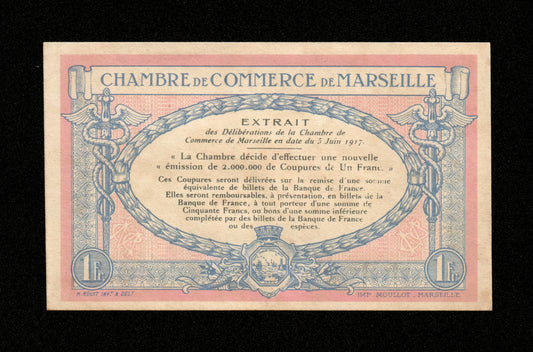 CHAMBRE DE COMMERCE DE MARSEILLE
EXTRAIT
des Délibérations de la Chambre de
Commerce de Marseille en date du 5 Juin 1917.
« La Chambre décide d'effectuer une nouvelle
« émission de 2.000.000 de Coupures de Un Franc. »
Ces Coupures seront délivrées sur la remise d'une somme
équivalente de billets de la Banque de France.
Elles seront remboursables, à présentation, en billets de la
Banque de France, à tout porteur d'une somme de
Cinquante Francs, ou bons d'une somme inférieure
complétée par des billets de la Banque de France
ou des espèces.
1 Fr.
1 Fr.
IMP. MOULLOT, MARSEILLE